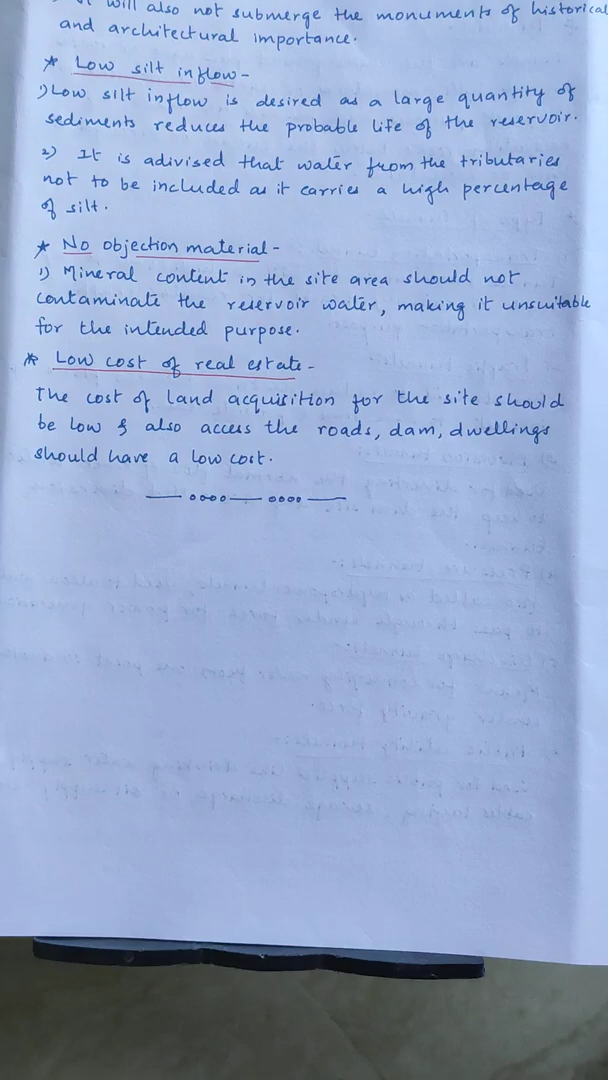 It will also not submerge the monuments of historical
and architectural importance.
* Low silt inflow -
1) Low silt inflow is desired as a large quantity of
sediments reduces the probable life of the reservoir.
2) It is adivised that water from the tributaries
not to be included as it carries a high percentage
of silt.
* No objection material -
1) Mineral content in the site area should not
contaminate the reservoir water, making it unsuitable
for the intended purpose.
* Low cost of real estate -
The cost of land acquisition for the site should
be low & also access the roads, dam, dwellings
should have a low cost.